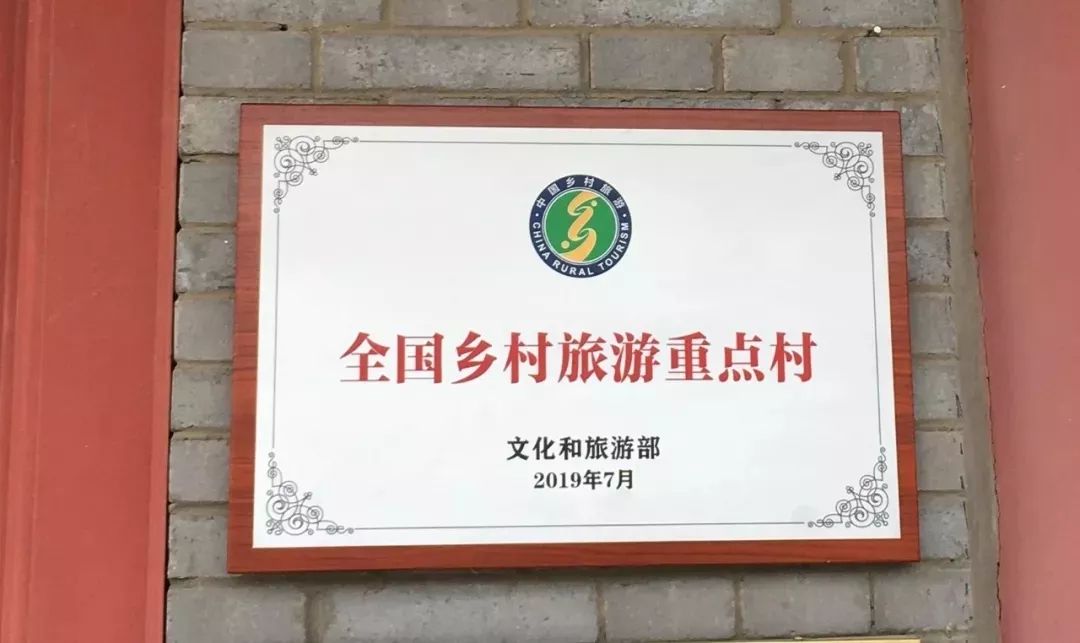 中国乡村旅游
CHINA RURAL TOURISM
全国乡村旅游重点村
文化和旅游部
2019年7月